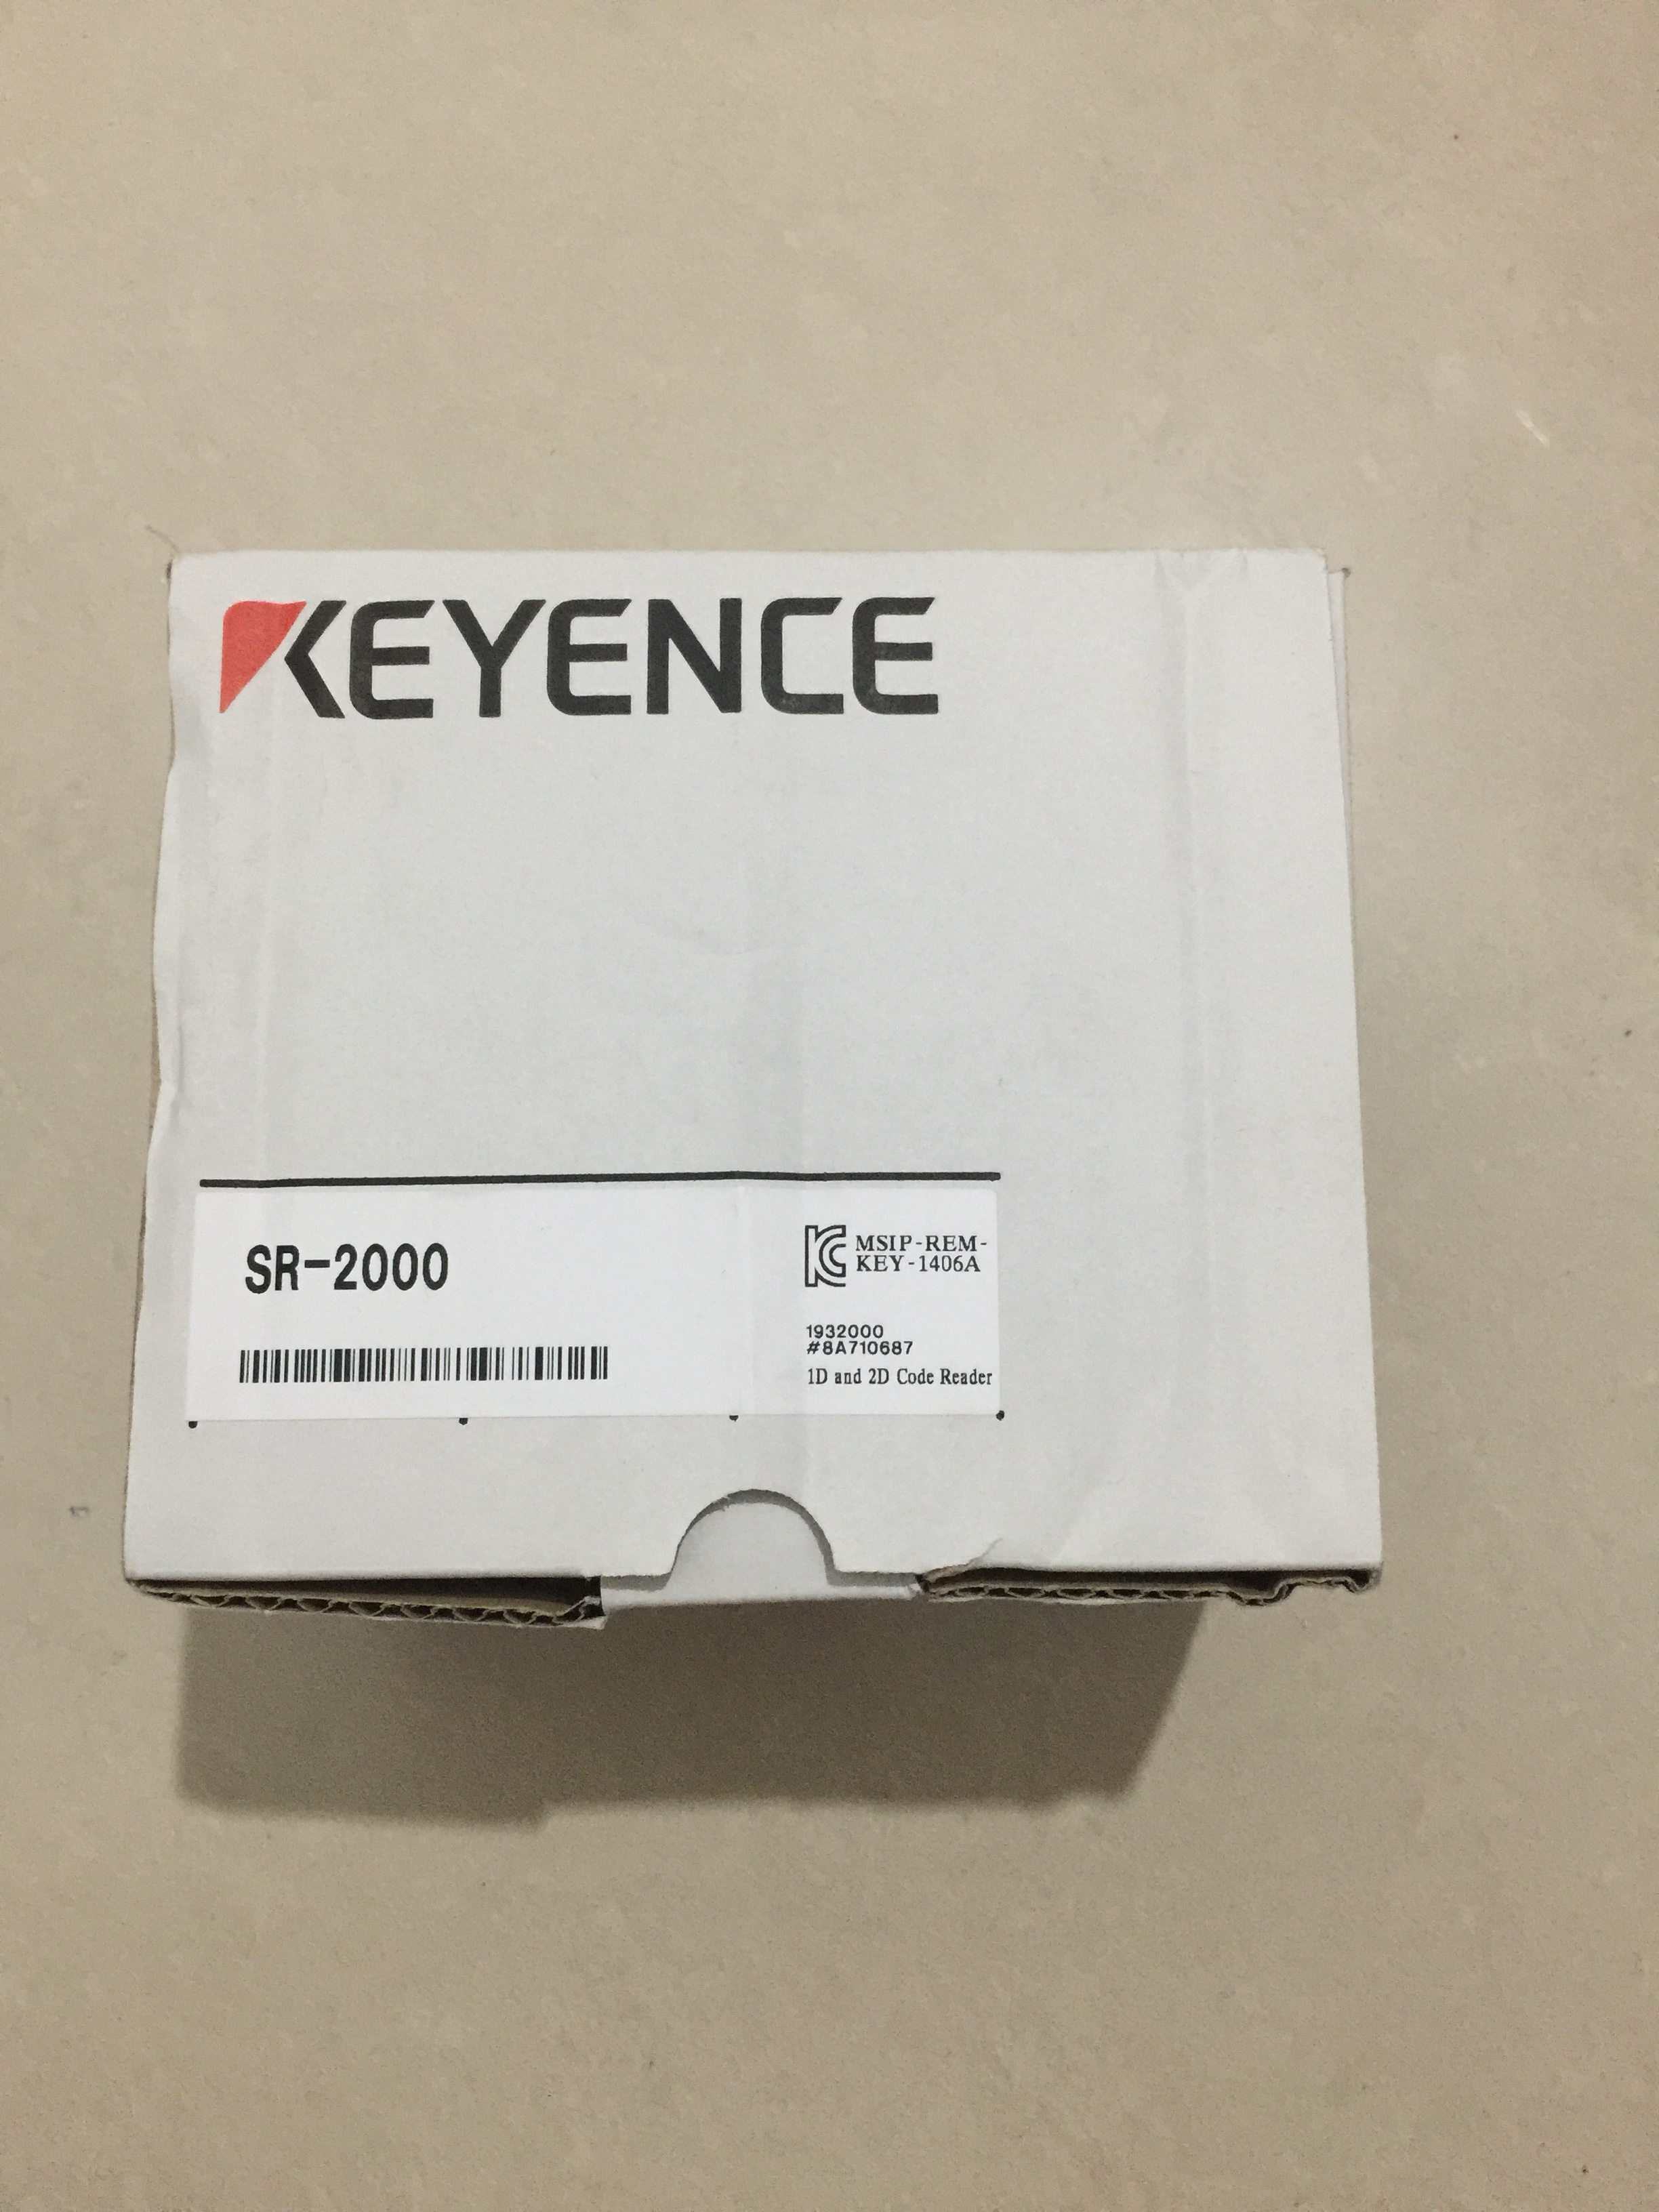 KEYENCE
SR-2000
MSIP-REM-
KEY-1406A
1932000
#8A710687
1D and 2D Code Reader